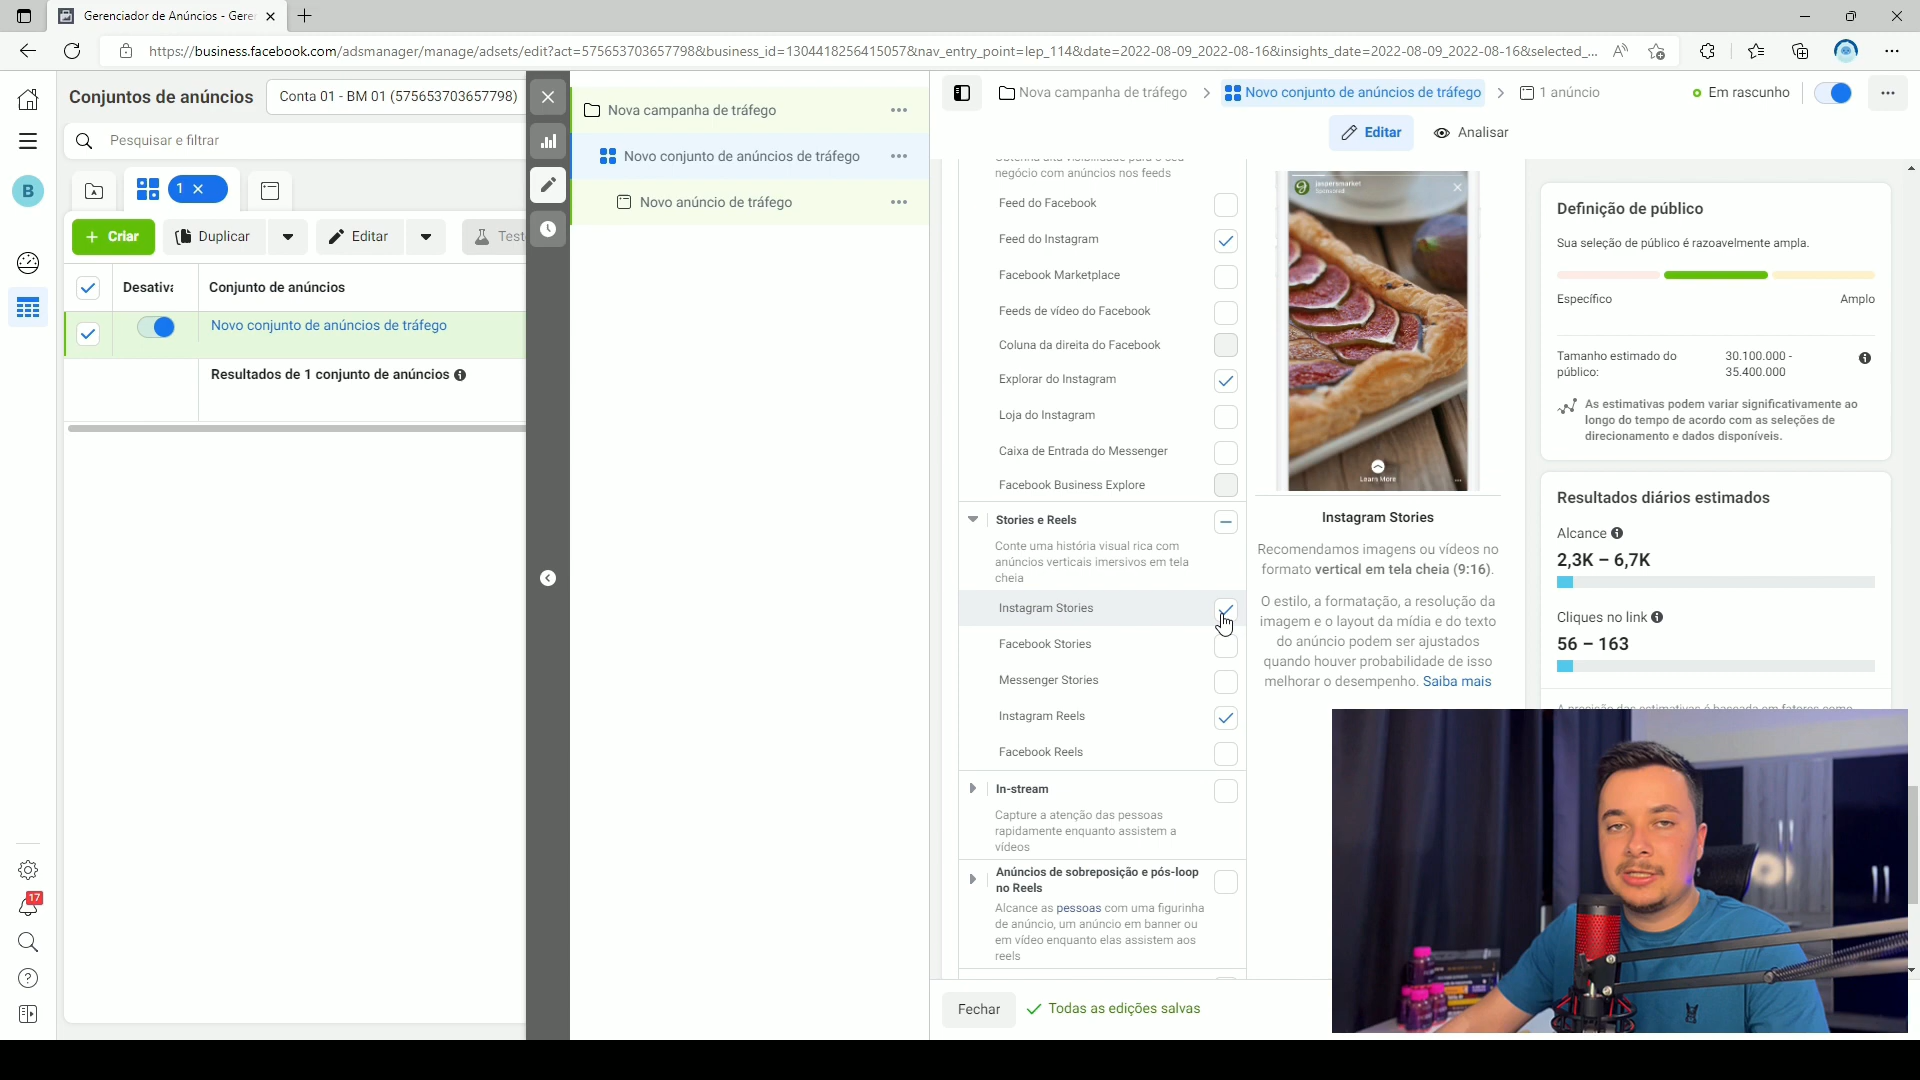 Gerenciador de Anúncios - Gere
https://business.facebook.com/adsmanager/manage/adsets/edit?act=575653703657798&business_id=1304418256415057&nav_entry_point=lep_114&date=2022-08-09_2022-08-16&insights_date=2022-08-09_2022-08-16&selected_...
Conjuntos de anúncios
Conta 01 - BM 01 (575653703657798)
Pesquisar e filtrar
B
1
+ Criar
Duplicar
Editar
Test
Desativa
Conjunto de anúncios
Novo conjunto de anúncios de tráfego
Resultados de 1 conjunto de anúncios
17
Nova campanha de tráfego
Novo conjunto de anúncios de tráfego
Novo anúncio de tráfego
Nova campanha de tráfego
Novo conjunto de anúncios de tráfego
1 anúncio
Em rascunho
Editar
Analisar
negócio com anúncios nos feeds
Feed do Facebook
Feed do Instagram
Facebook Marketplace
Feeds de vídeo do Facebook
Coluna da direita do Facebook
Explorar do Instagram
Loja do Instagram
Caixa de Entrada do Messenger
Facebook Business Explore
Stories e Reels
Conte uma história visual rica com
anúncios verticais imersivos em tela
cheia
Instagram Stories
Facebook Stories
Messenger Stories
Instagram Reels
Facebook Reels
In-stream
Capture a atenção das pessoas
rapidamente enquanto assistem a
vídeos
Anúncios de sobreposição e pós-loop
no Reels
Alcance as pessoas com uma figurinha
de anúncio, um anúncio em banner ou
em vídeo enquanto elas assistem aos
reels
jaspersmarket
Sponsored
Learn More
Instagram Stories
Recomendamos imagens ou vídeos no
formato vertical em tela cheia (9:16).
O estilo, a formatação, a resolução da
imagem e o layout da mídia e do texto
do anúncio podem ser ajustados
quando houver probabilidade de isso
melhorar o desempenho. Saiba mais
Definição de público
Sua seleção de público é razoavelmente ampla.
Específico
Amplo
Tamanho estimado do
público:
30.100.000 -
35.400.000
As estimativas podem variar significativamente ao
longo do tempo de acordo com as seleções de
direcionamento e dados disponíveis.
Resultados diários estimados
Alcance
2,3K – 6,7K
Cliques no link
56 – 163
Fechar
Todas as edições salvas